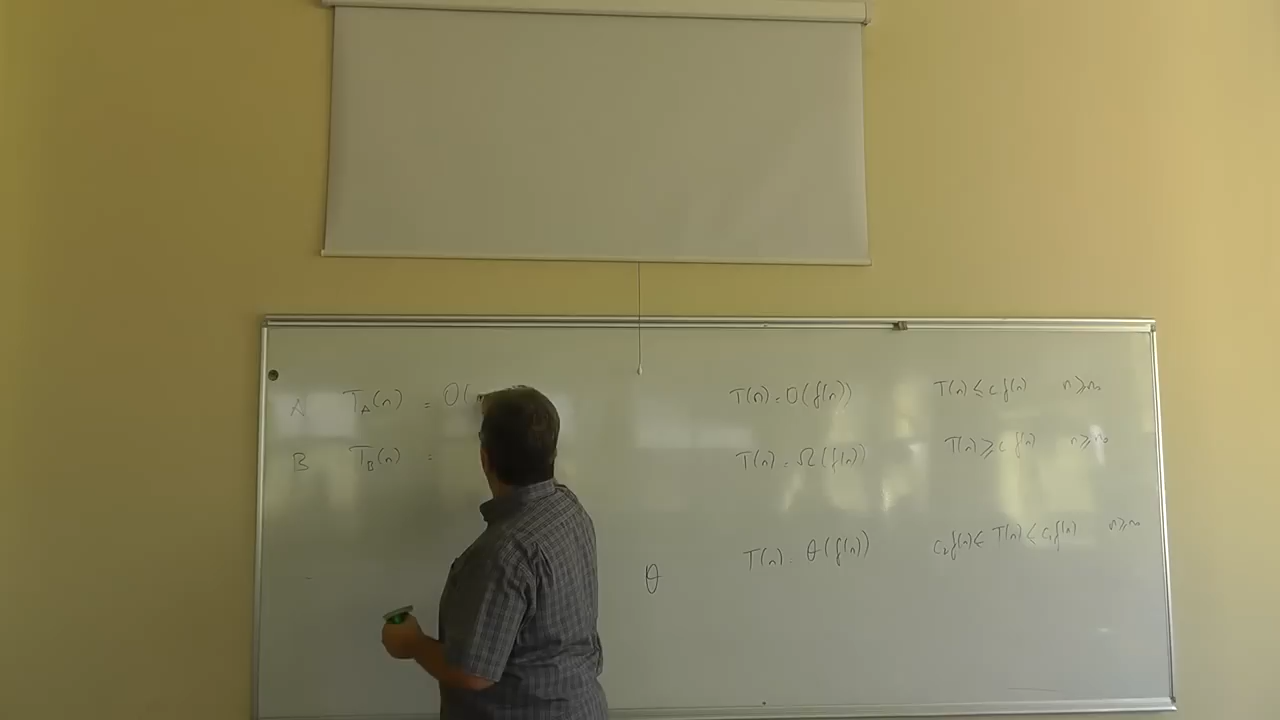 A T_A(n) = O(
B T_B(n) =
T(n) = O(f(n)) T(n) ≤ c f(n) n ≥ n₀
T(n) = Ω(f(n)) T(n) ≥ c f(n) n ≥ n₀
θ
T(n) = θ(f(n)) c₂f(n) ≤ T(n) ≤ c₁f(n) n ≥ n₀